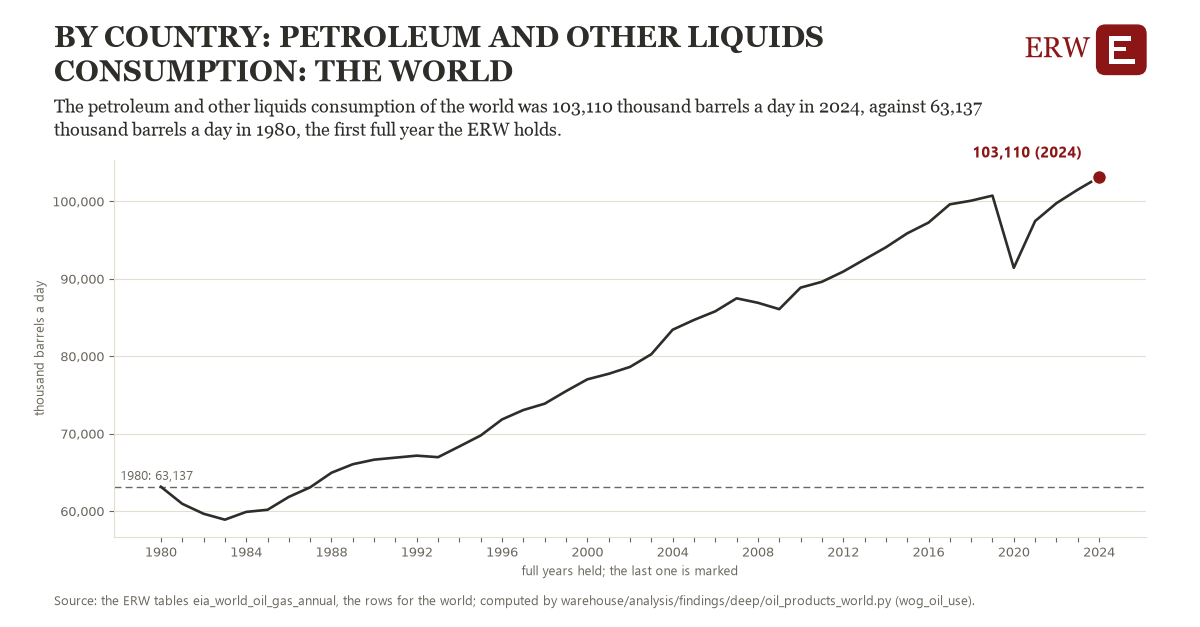 BY COUNTRY: PETROLEUM AND OTHER LIQUIDS
CONSUMPTION: THE WORLD
ERW E
The petroleum and other liquids consumption of the world was 103,110 thousand barrels a day in 2024, against 63,137
thousand barrels a day in 1980, the first full year the ERW holds.
103,110 (2024)
100,000
90,000
80,000
70,000
60,000
thousand barrels a day
1980: 63,137
1980 1984 1988 1992 1996 2000 2004 2008 2012 2016 2020 2024
full years held; the last one is marked
Source: the ERW tables eia_world_oil_gas_annual, the rows for the world; computed by warehouse/analysis/findings/deep/oil_products_world.py (wog_oil_use).